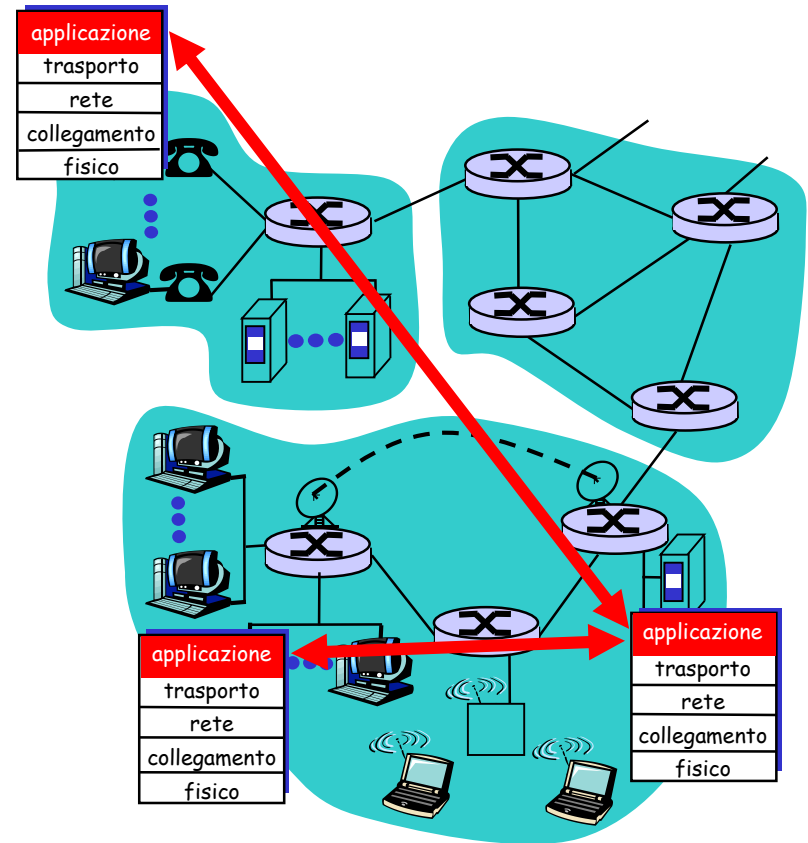 applicazione
trasporto
rete
collegamento
fisico
applicazione
trasporto
rete
collegamento
fisico
applicazione
trasporto
rete
collegamento
fisico